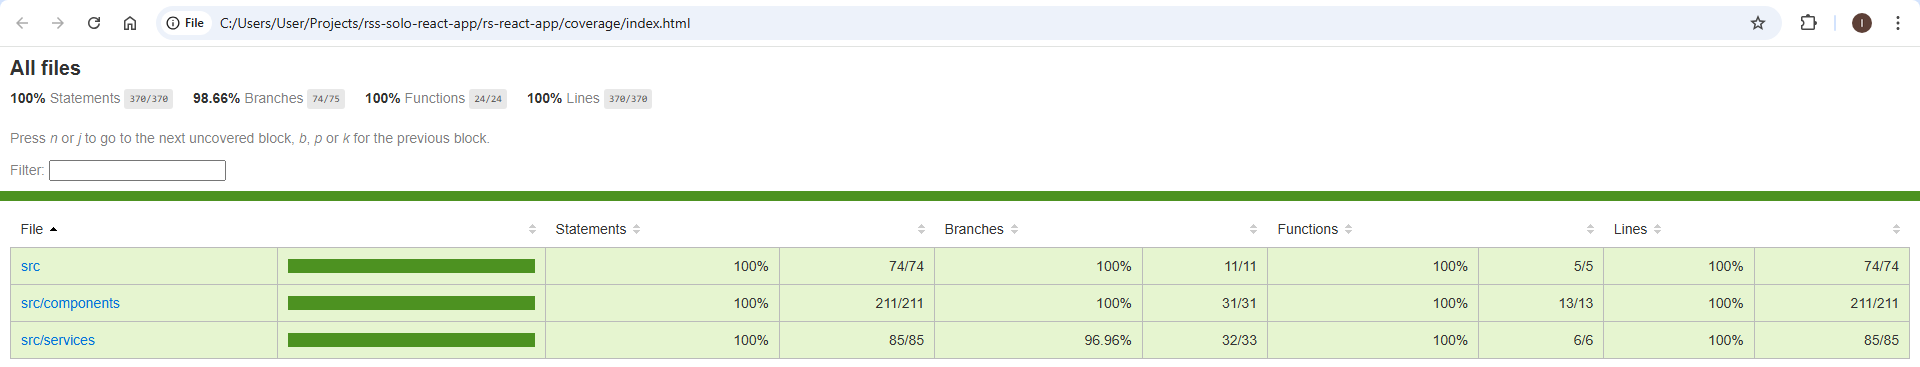 File C:/Users/User/Projects/rss-solo-react-app/rs-react-app/coverage/index.html
I
All files
100% Statements 370/370 98.66% Branches 74/75 100% Functions 24/24 100% Lines 370/370
Press n or j to go to the next uncovered block, b, p or k for the previous block.
Filter:
File Statements Branches Functions Lines
src 100% 74/74 100% 11/11 100% 5/5 100% 74/74
src/components 100% 211/211 100% 31/31 100% 13/13 100% 211/211
src/services 100% 85/85 96.96% 32/33 100% 6/6 100% 85/85